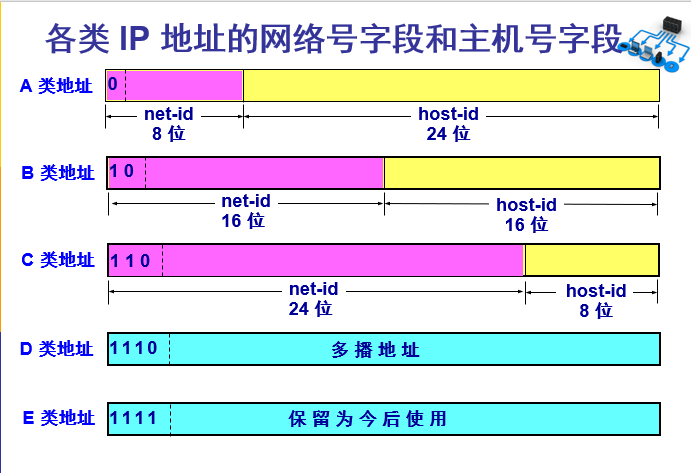 各类 IP 地址的网络号字段和主机号字段
A 类地址
0
net-id
8 位
host-id
24 位
B 类地址
1 0
net-id
16 位
host-id
16 位
C 类地址
1 1 0
net-id
24 位
host-id
8 位
D 类地址
1 1 1 0
多 播 地 址
E 类地址
1 1 1 1
保 留 为 今 后 使 用